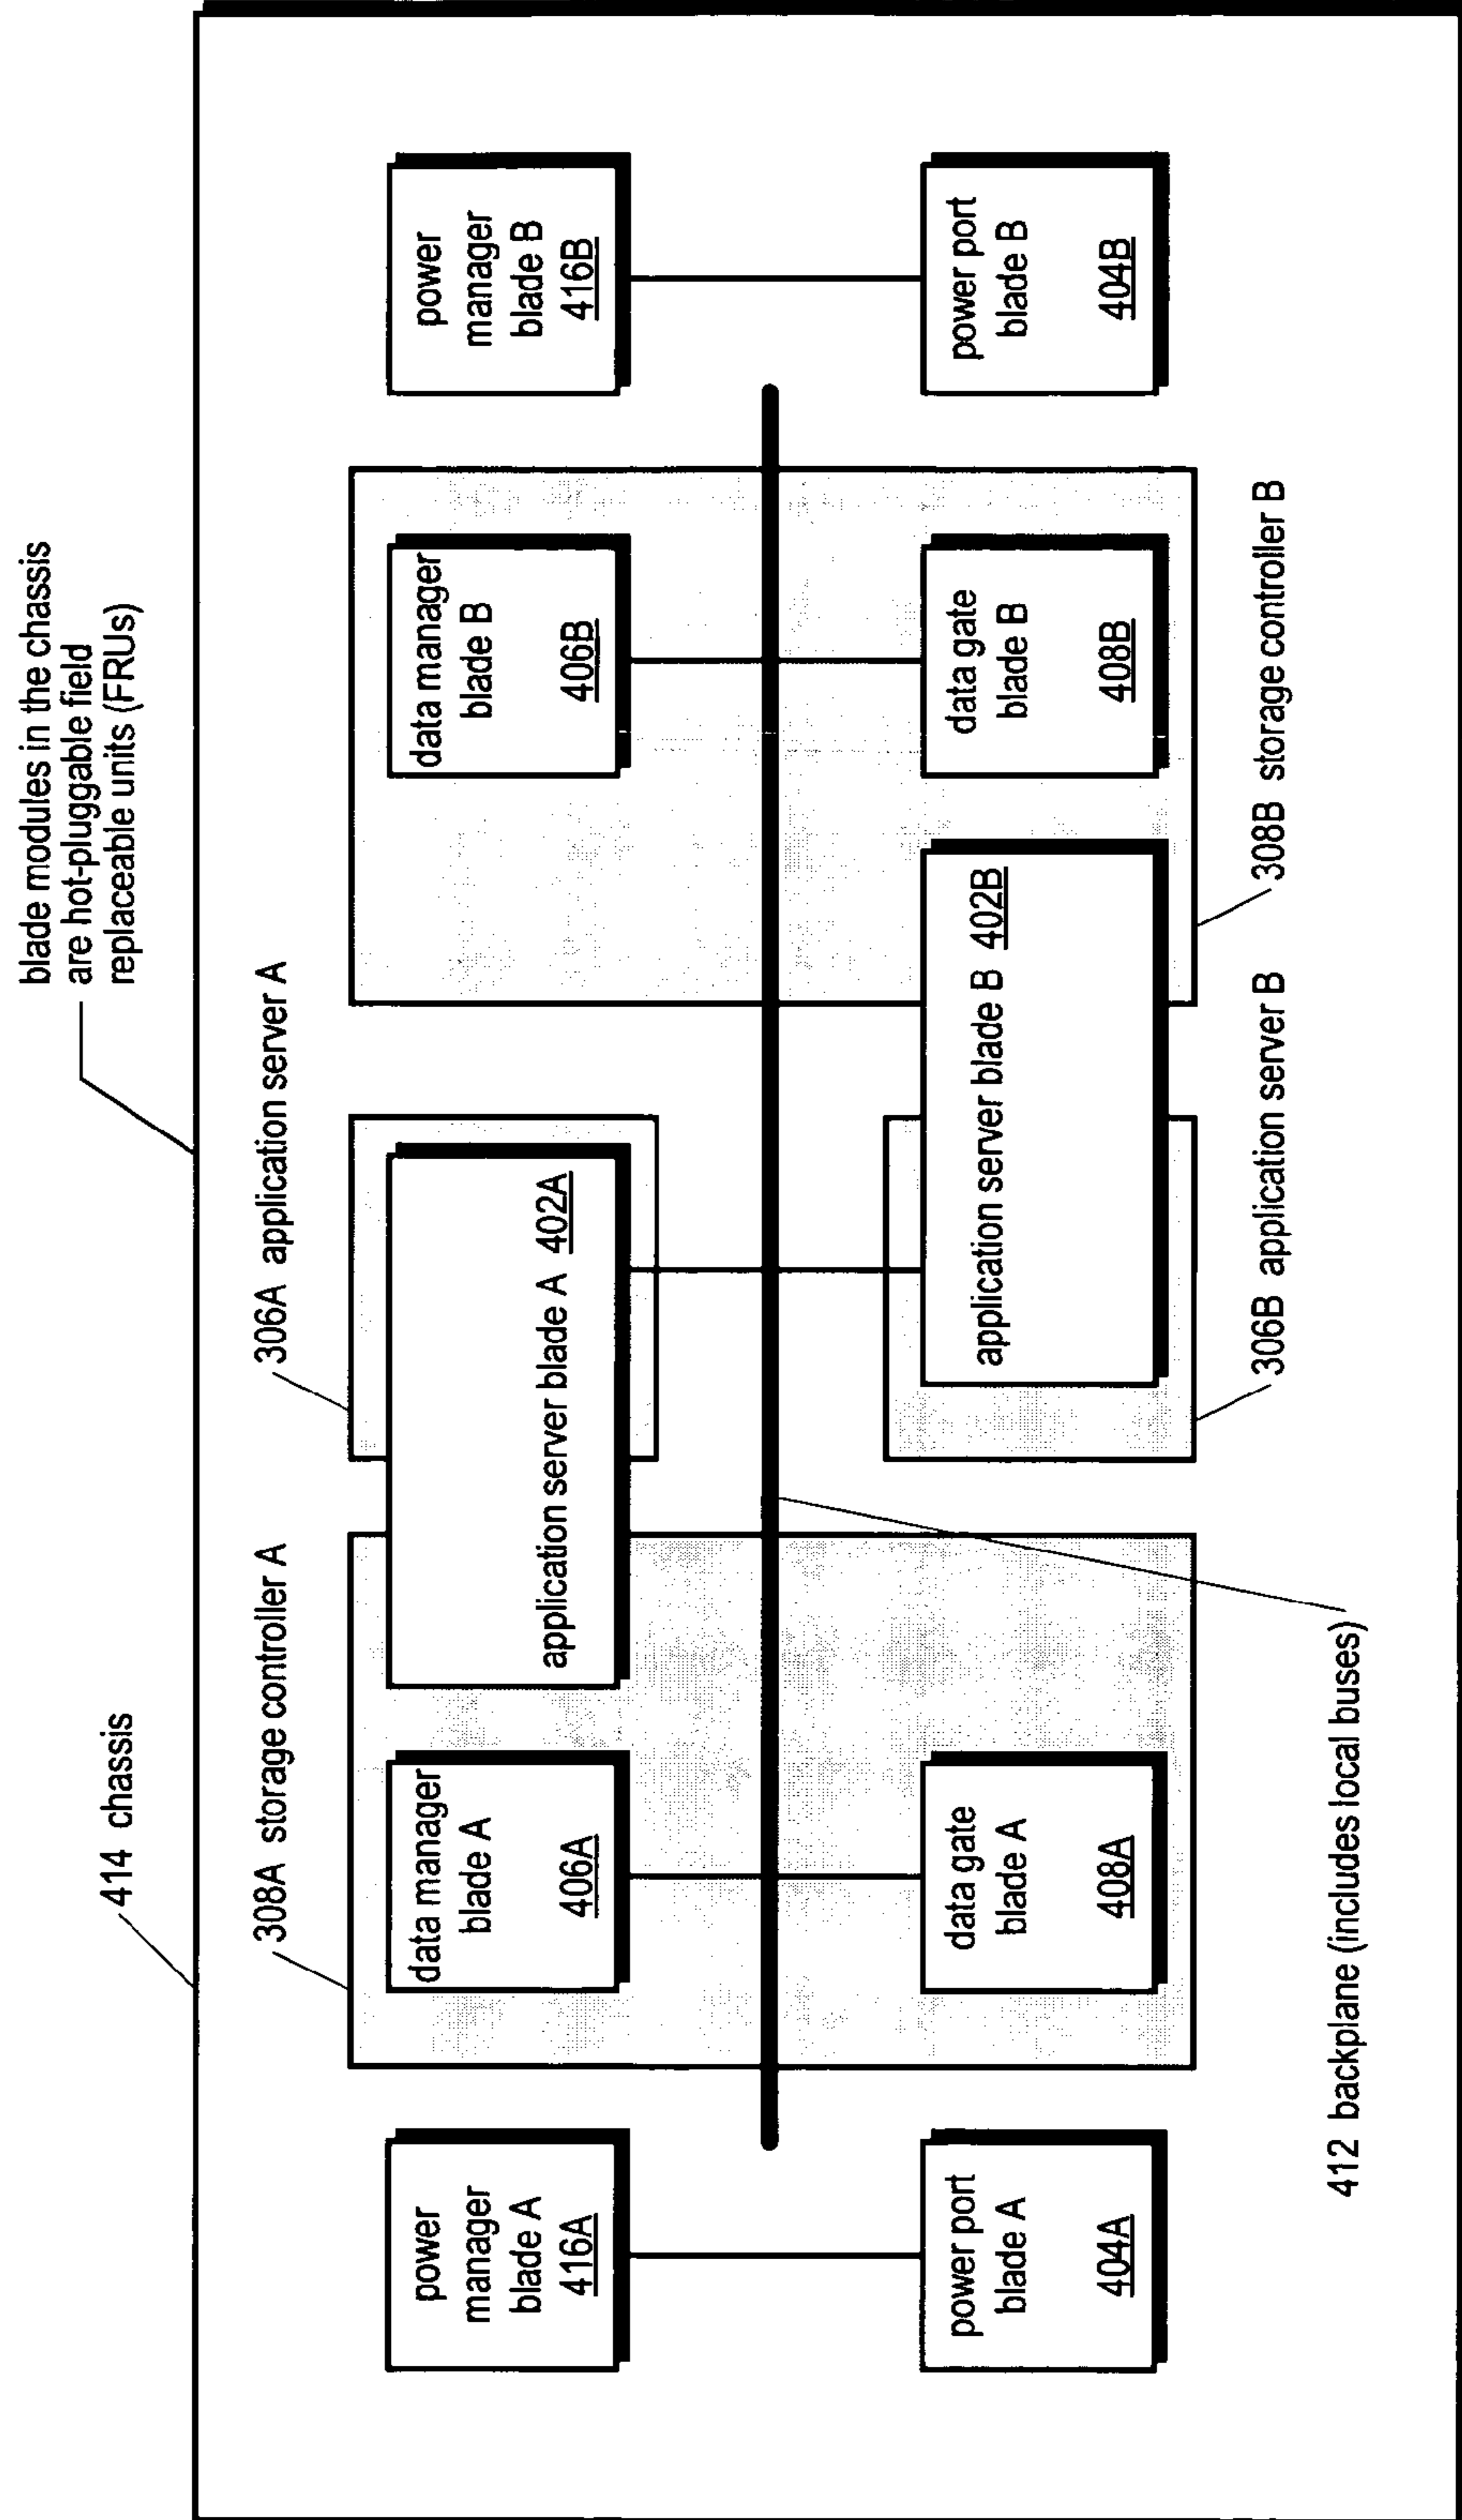 blade modules in the chassis
are hot-pluggable field
replaceable units (FRUs)
414 chassis
308A storage controller A
306A application server A
power
manager
blade A
416A
data manager
blade A
406A
application server blade A 402A
data manager
blade B
406B
power
manager
blade B
416B
power port
blade A
404A
data gate
blade A
408A
application server blade B 402B
data gate
blade B
408B
power port
blade B
404B
306B application server B
308B storage controller B
412 backplane (includes local buses)